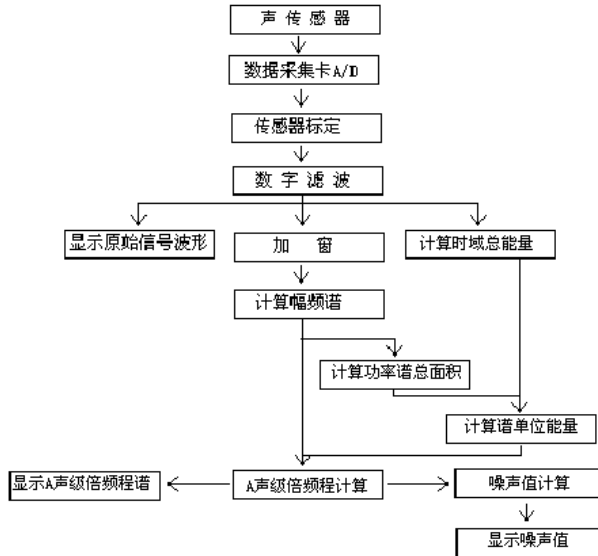 声 传 感 器
数据采集卡A/D
传感器标定
数 字 滤 波
显示原始信号波形
加 窗
计算时域总能量
计算幅频谱
计算功率谱总面积
计算谱单位能量
显示A声级倍频程谱
A声级倍频程计算
噪声值计算
显示噪声值